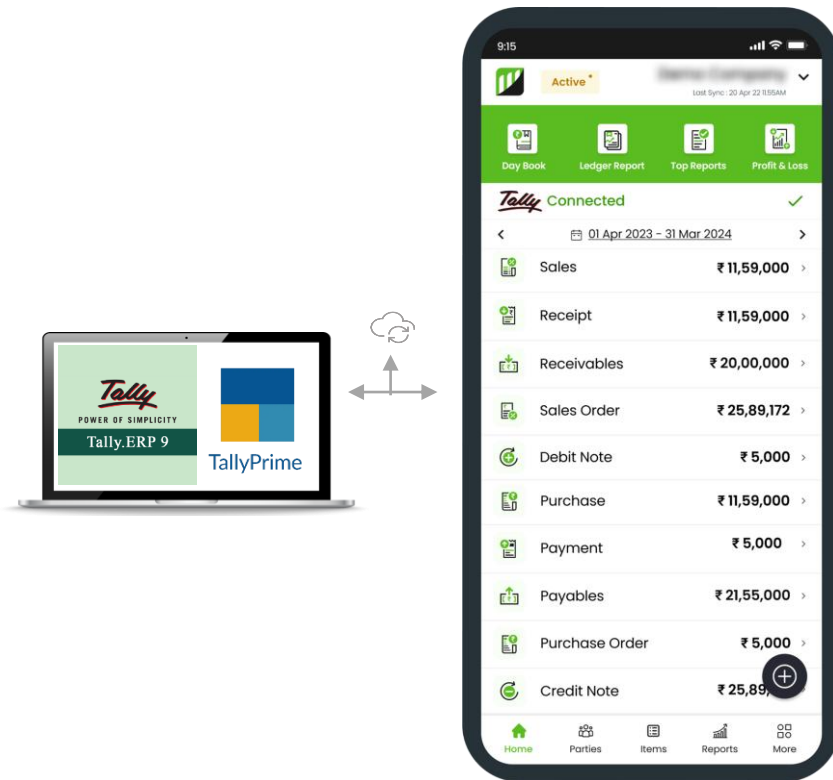 Tally
POWER OF SIMPLICITY
Tally.ERP 9
TallyPrime
9:15
Active
Last Sync : 20 Apr 22 11:55AM
Day Book
Ledger Report
Top Reports
Profit & Loss
Tally Connected
01 Apr 2023 - 31 Mar 2024
Sales ₹ 11,59,000
Receipt ₹ 11,59,000
Receivables ₹ 20,00,000
Sales Order ₹ 25,89,172
Debit Note ₹ 5,000
Purchase ₹ 11,59,000
Payment ₹ 5,000
Payables ₹ 21,55,000
Purchase Order ₹ 5,000
Credit Note ₹ 25,89,
Home
Parties
Items
Reports
More